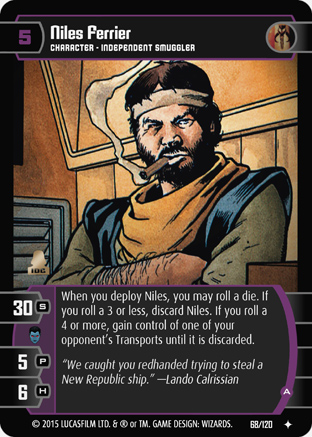 5
Niles Ferrier
CHARACTER • INDEPENDENT SMUGGLER
IDC
30 S
5 P
6 H
When you deploy Niles, you may roll a die. If
you roll a 3 or less, discard Niles. If you roll a
4 or more, gain control of one of your
opponent's Transports until it is discarded.
“We caught you redhanded trying to steal a
New Republic ship.” —Lando Calrissian
A
© 2015 LUCASFILM LTD. & ® or TM. GAME DESIGN: WIZARDS.
68/120